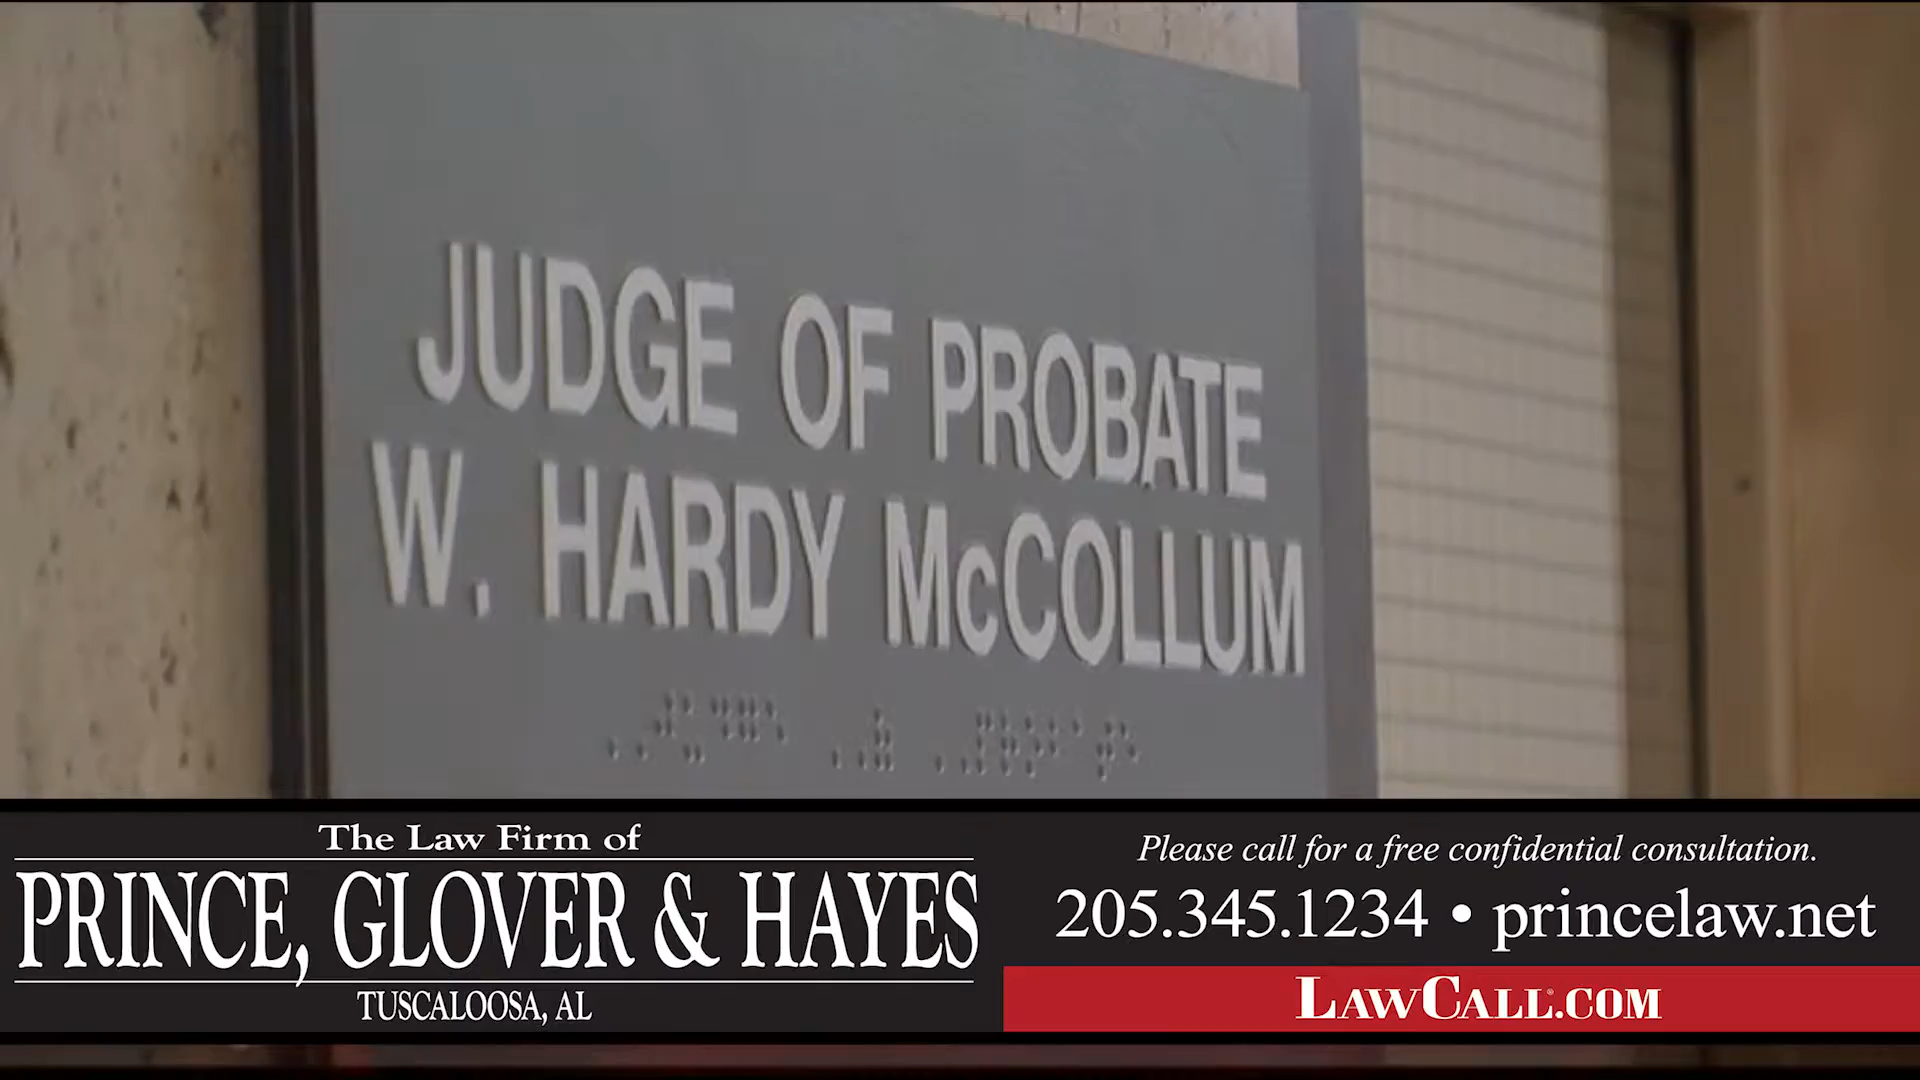 JUDGE OF PROBATE
W. HARDY McCOLLUM
The Law Firm of
PRINCE, GLOVER & HAYES
TUSCALOOSA, AL
Please call for a free confidential consultation.
205.345.1234 • princelaw.net
LAWCALL®.COM